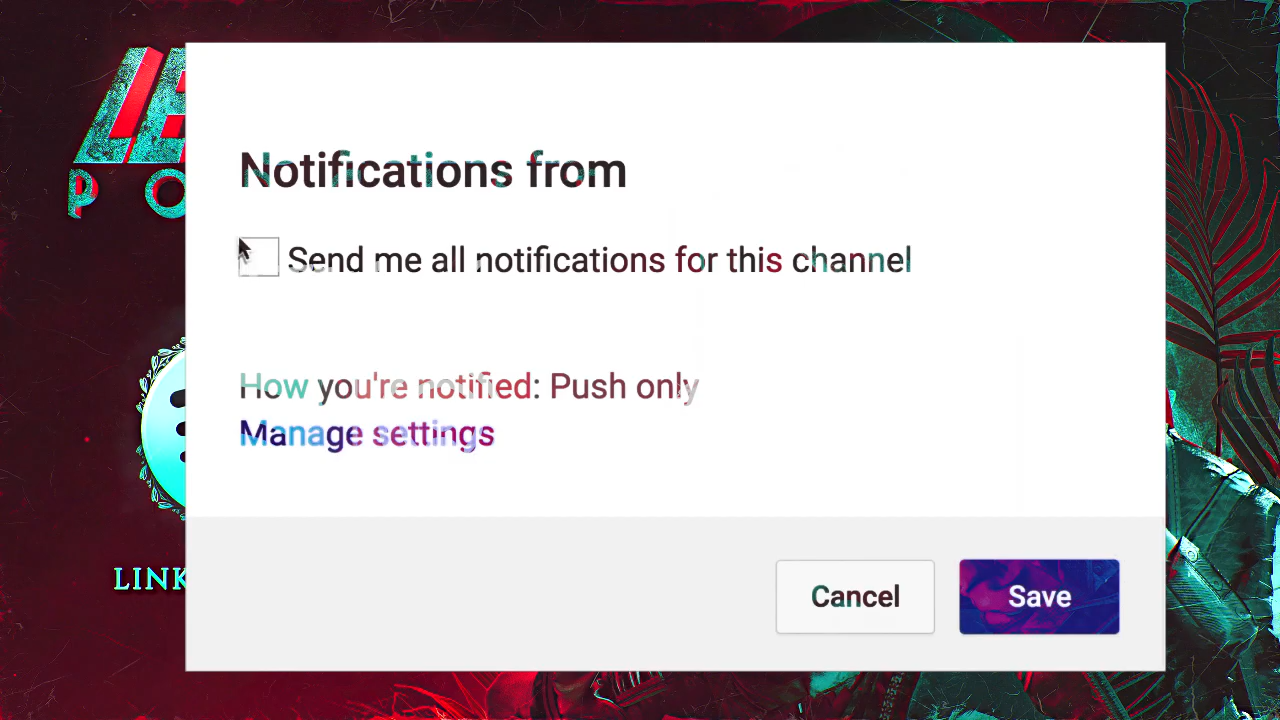 Notifications from
Send me all notifications for this channel
How you're notified: Push only
Manage settings
Cancel
Save